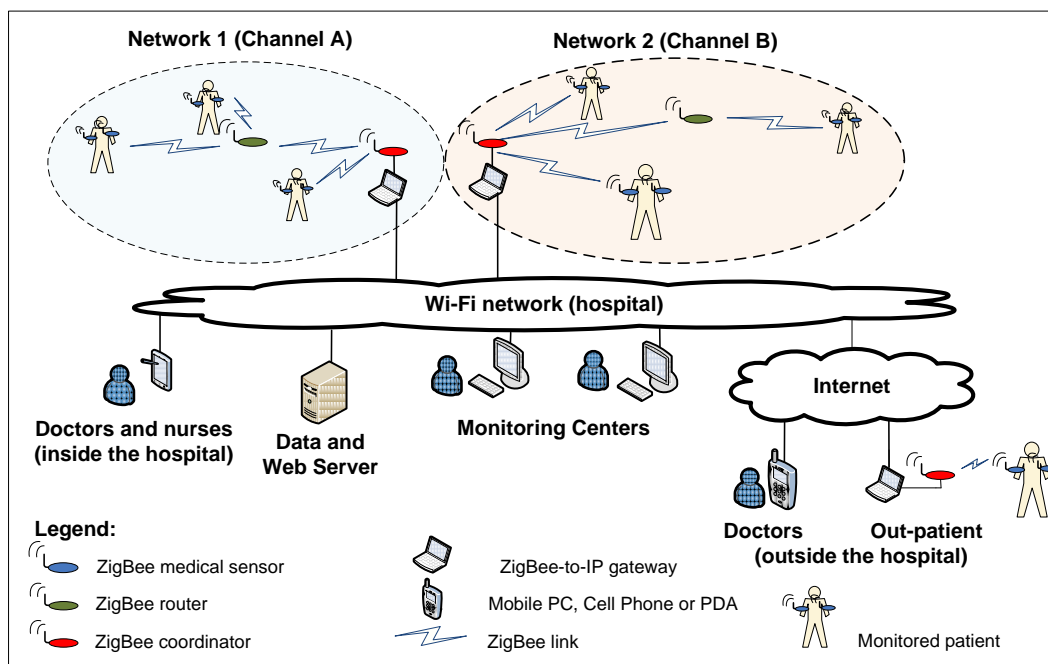 Network 1 (Channel A)
Network 2 (Channel B)
Wi-Fi network (hospital)
Internet
Doctors and nurses
(inside the hospital)
Data and
Web Server
Monitoring Centers
Doctors
Out-patient
(outside the hospital)
Legend:
ZigBee medical sensor
ZigBee router
ZigBee coordinator
ZigBee-to-IP gateway
Mobile PC, Cell Phone or PDA
ZigBee link
Monitored patient